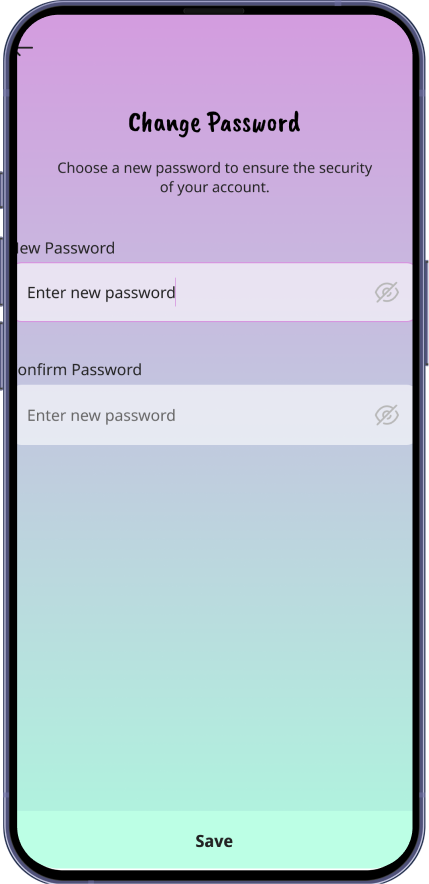 Change Password
Choose a new password to ensure the security
of your account.
ew Password
Enter new password
onfirm Password
Enter new password
Save